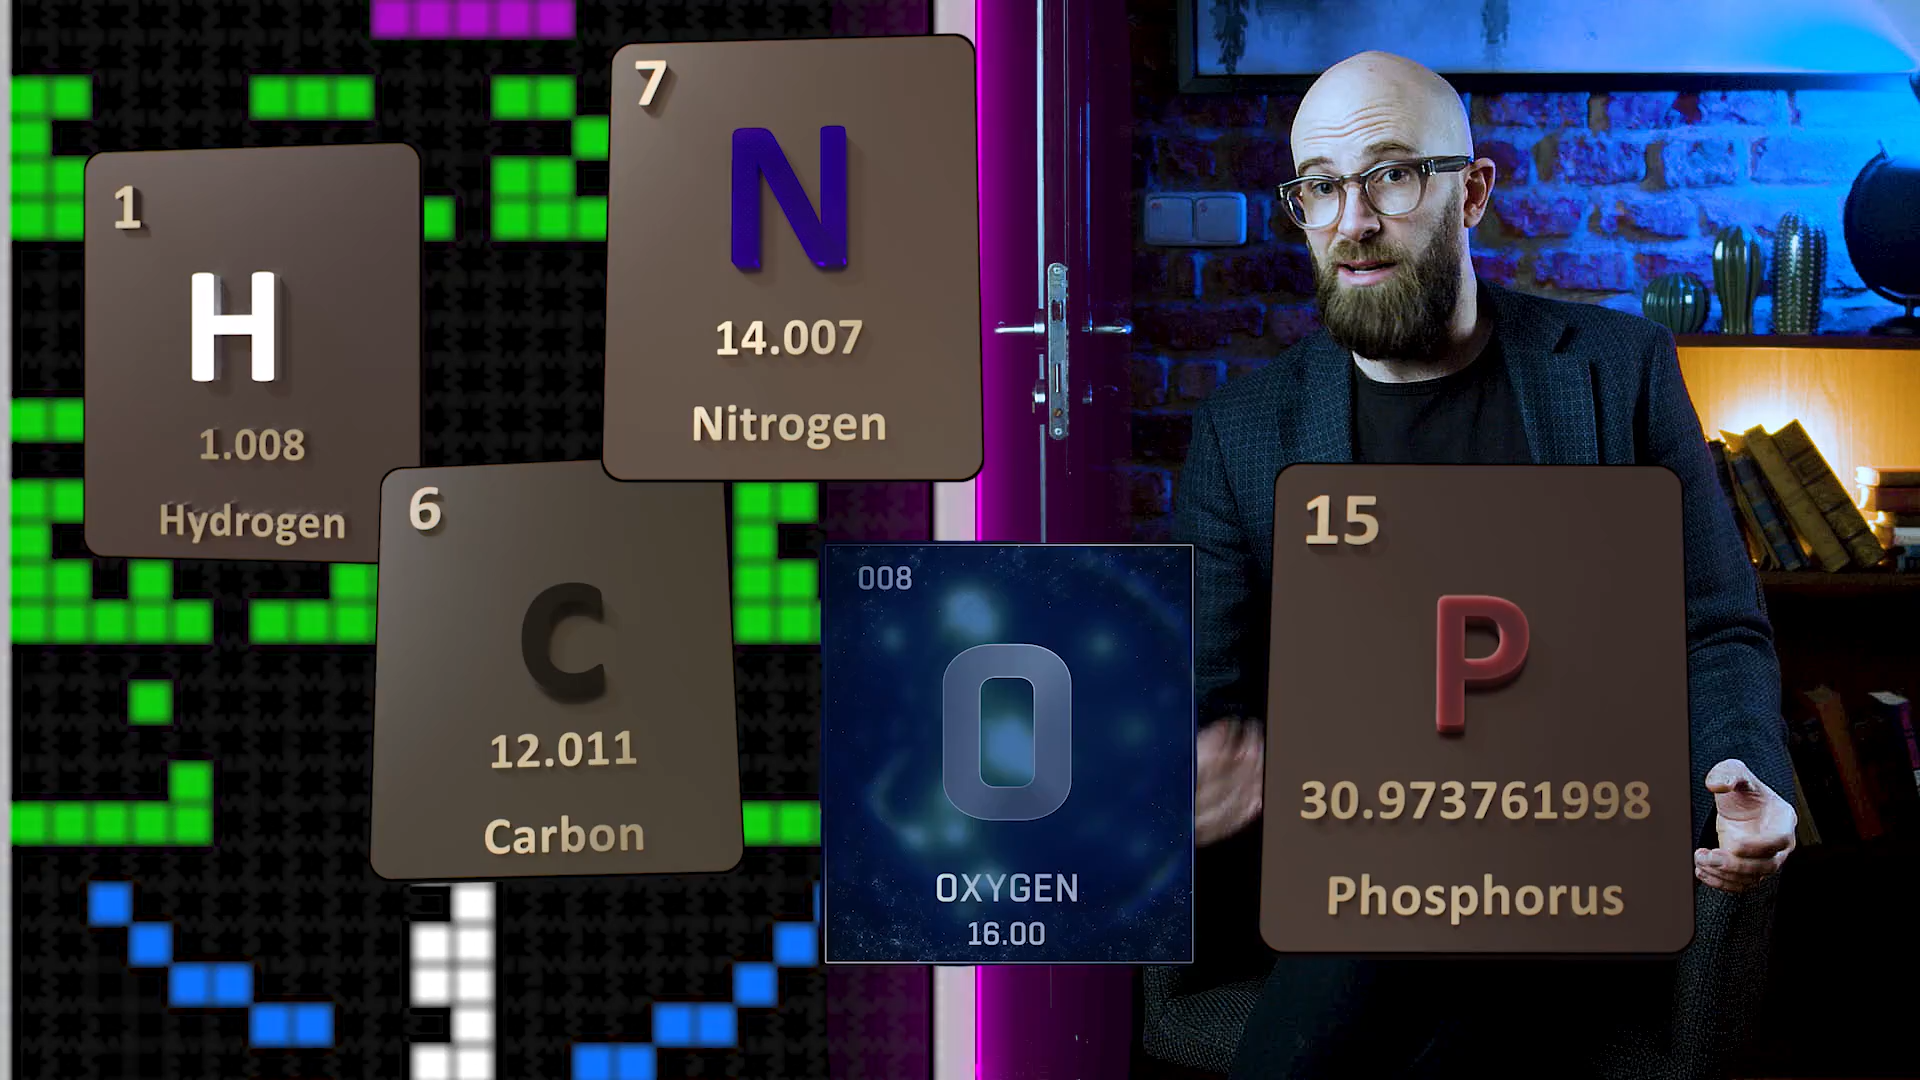 1
H
1.008
Hydrogen
7
N
14.007
Nitrogen
6
C
12.011
Carbon
008
O
OXYGEN
16.00
15
P
30.973761998
Phosphorus